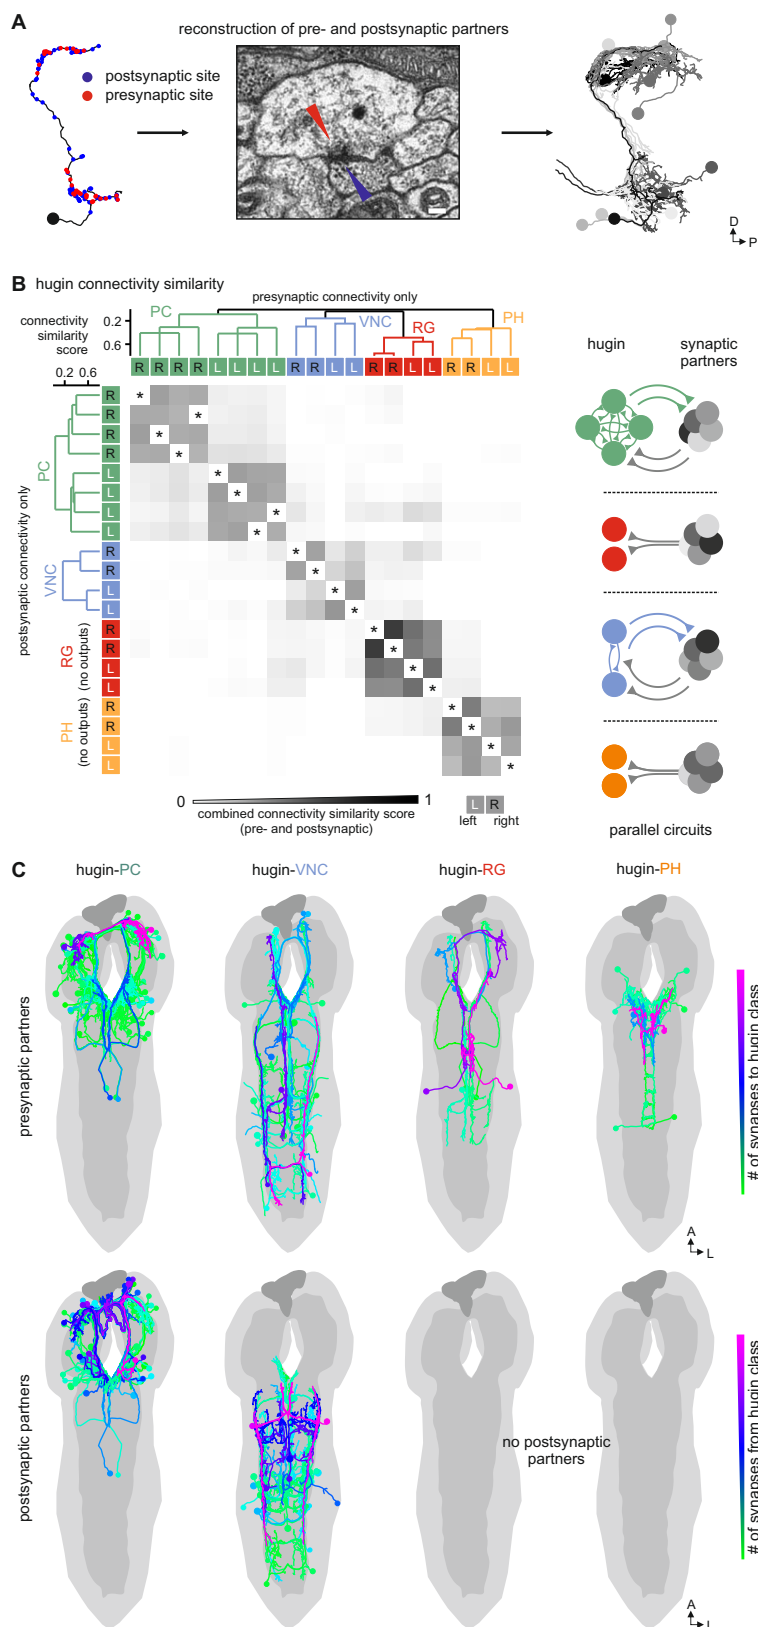 A
reconstruction of pre- and postsynaptic partners
postsynaptic site
presynaptic site
D
P
B hugin connectivity similarity
presynaptic connectivity only
connectivity
similarity
score
0.2
0.6
PC
VNC
RG
PH
R R R R L L L L R R L L R R L L R R L L
0.2 0.6
postsynaptic connectivity only
PC
VNC
RG
(no outputs)
PH
(no outputs)
R
R
R
R
L
L
L
L
R
R
L
L
R
R
L
L
R
R
L
L
0
1
combined connectivity similarity score
(pre- and postsynaptic)
L R
left
right
hugin
synaptic
partners
parallel circuits
C
hugin-PC
hugin-VNC
hugin-RG
hugin-PH
presynaptic partners
# of synapses to hugin class
A
L
postsynaptic partners
no postsynaptic
partners
# of synapses from hugin class
A
L